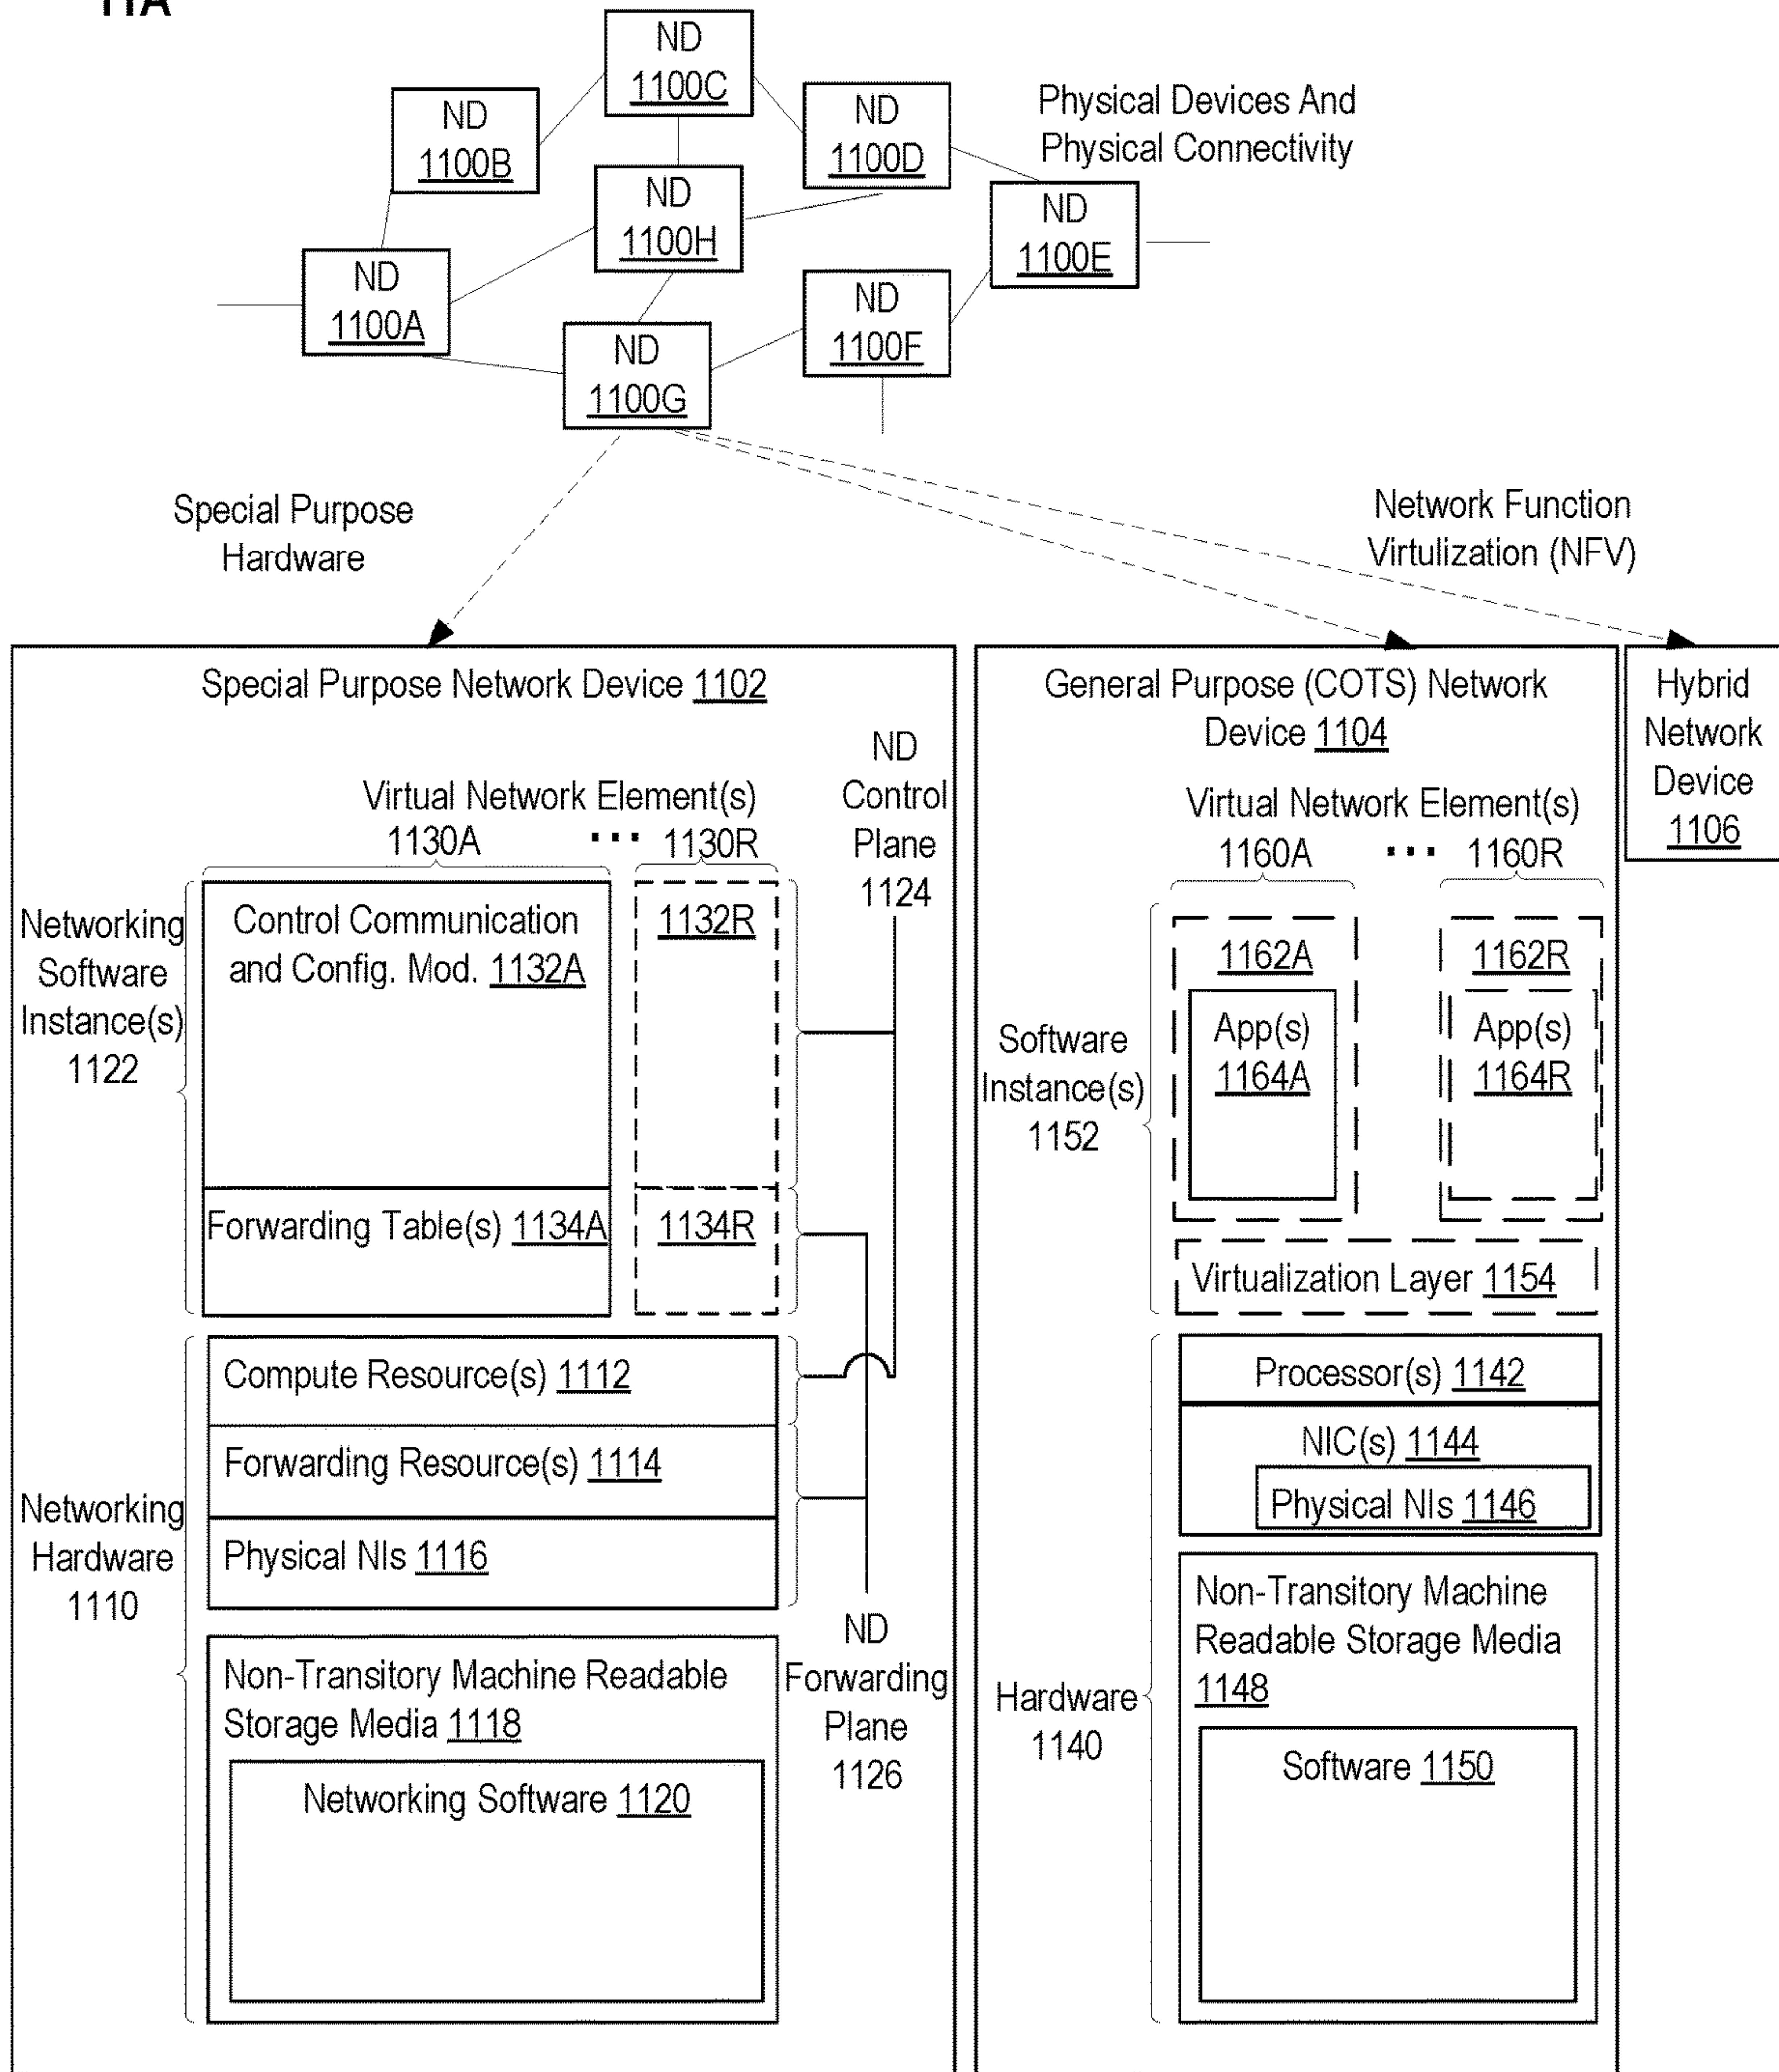 11A
ND
1100C
ND
1100B
ND
1100D
Physical Devices And
Physical Connectivity
ND
1100H
ND
1100E
ND
1100A
ND
1100F
ND
1100G
Special Purpose
Hardware
Network Function
Virtulization (NFV)
Special Purpose Network Device 1102
ND
Control
Plane
1124
Virtual Network Element(s)
1130A
... 1130R
Networking
Software
Instance(s)
1122
Control Communication
and Config. Mod. 1132A
1132R
Forwarding Table(s) 1134A
1134R
Networking
Hardware
1110
Compute Resource(s) 1112
Forwarding Resource(s) 1114
Physical NIs 1116
ND
Forwarding
Plane
1126
Non-Transitory Machine Readable
Storage Media 1118
Networking Software 1120
General Purpose (COTS) Network
Device 1104
Virtual Network Element(s)
1160A ... 1160R
Software
Instance(s)
1152
1162A
App(s)
1164A
1162R
App(s)
1164R
Virtualization Layer 1154
Hardware
1140
Processor(s) 1142
NIC(s) 1144
Physical NIs 1146
Non-Transitory Machine
Readable Storage Media
1148
Software 1150
Hybrid
Network
Device
1106